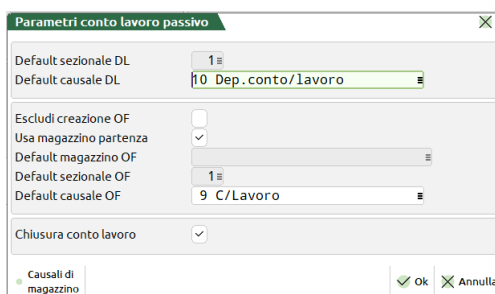 Parametri conto lavoro passivo
Default sezionale DL 1
Default causale DL 10 Dep.conto/lavoro
Escludi creazione OF
Usa magazzino partenza
Default magazzino OF
Default sezionale OF 1
Default causale OF 9 C/Lavoro
Chiusura conto lavoro
Causali di
magazzino
Ok Annulla